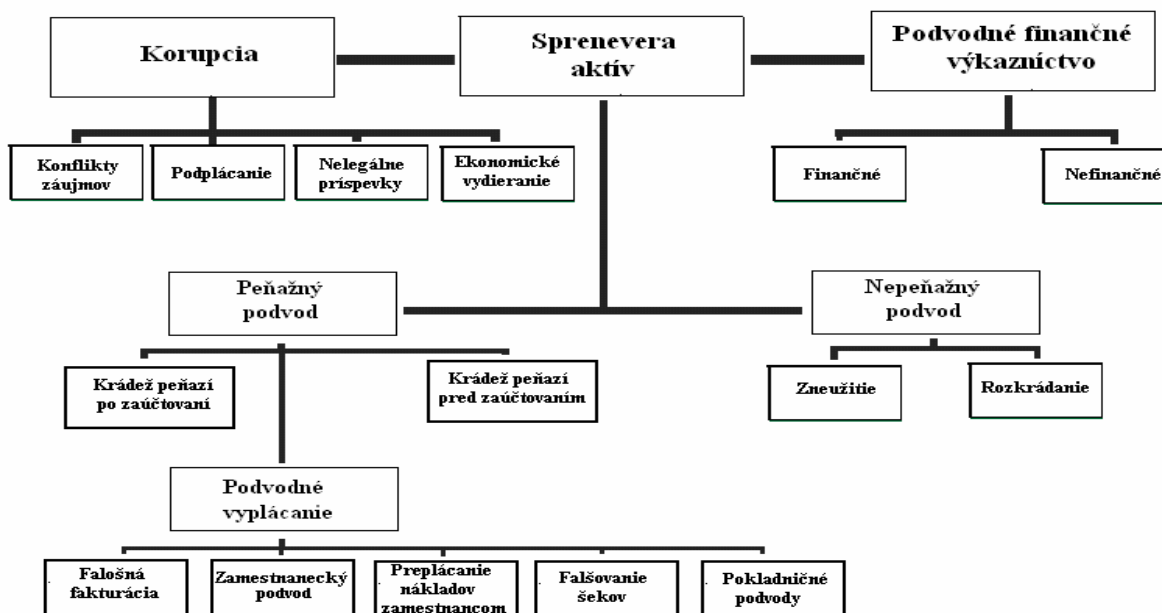 Korupcia
Sprenevera
aktív
Podvodné finančné
výkazníctvo
Konflikty
záujmov
Podplácanie
Nelegálne
príspevky
Ekonomické
vydieranie
Finančné
Nefinančné
Peňažný
podvod
Nepeňažný
podvod
Krádež peňazí
po zaúčtovaní
Krádež peňazí
pred zaúčtovaním
Zneužitie
Rozkrádanie
Podvodné
vyplácanie
Falošná
fakturácia
Zamestnanecký
podvod
Preplácanie
nákladov
zamestnancom
Falšovanie
šekov
Pokladničné
podvody